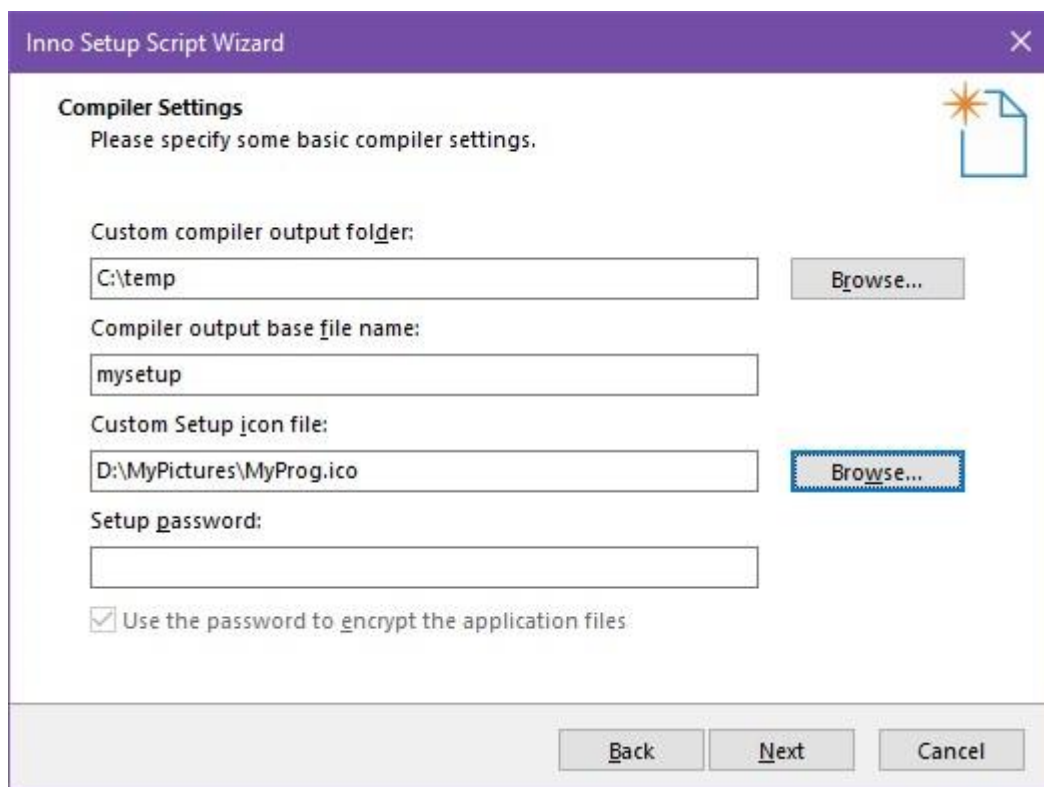 Inno Setup Script Wizard
Compiler Settings
Please specify some basic compiler settings.
Custom compiler output folder:
C:\temp
Browse...
Compiler output base file name:
mysetup
Custom Setup icon file:
D:\MyPictures\MyProg.ico
Browse...
Setup password:
Use the password to encrypt the application files
Back
Next
Cancel